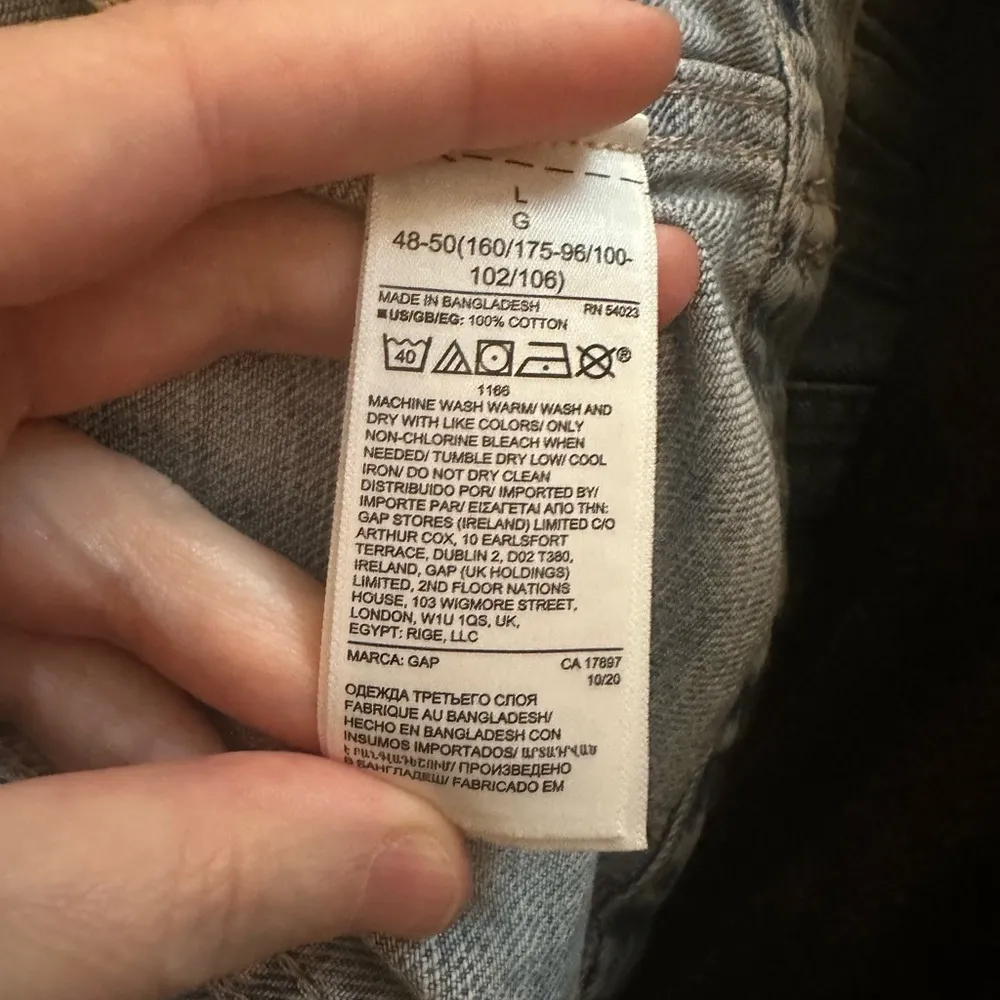 L
G
48-50(160/175-96/100-
102/106)
MADE IN BANGLADESH RN 54023
US/GB/EG: 100% COTTON
40 ®
1166
MACHINE WASH WARM/ WASH AND
DRY WITH LIKE COLORS/ ONLY
NON-CHLORINE BLEACH WHEN
NEEDED/ TUMBLE DRY LOW/ COOL
IRON/ DO NOT DRY CLEAN
DISTRIBUIDO POR/ IMPORTED BY/
IMPORTE PAR/ ΕΙΣΑΓΕΤΑΙ ΑΠΟ ΤΗΝ:
GAP STORES (IRELAND) LIMITED C/O
ARTHUR COX, 10 EARLSFORT
TERRACE, DUBLIN 2, D02 T380,
IRELAND, GAP (UK HOLDINGS)
LIMITED, 2ND FLOOR NATIONS
HOUSE, 103 WIGMORE STREET,
LONDON, W1U 1QS, UK,
EGYPT: RIGE, LLC
MARCA: GAP CA 17897
10/20
ОДЕЖДА ТРЕТЬЕГО СЛОЯ
FABRIQUE AU BANGLADESH/
HECHO EN BANGLADESH CON
INSUMOS IMPORTADOS/ ԱՐՏԱԴՐՎԱԾ
Է ԲԱՆԳԼԱԴԵՇՈՒՄ/ ПРОИЗВЕДЕНО
В БАНГЛАДЕШ/ FABRICADO EM